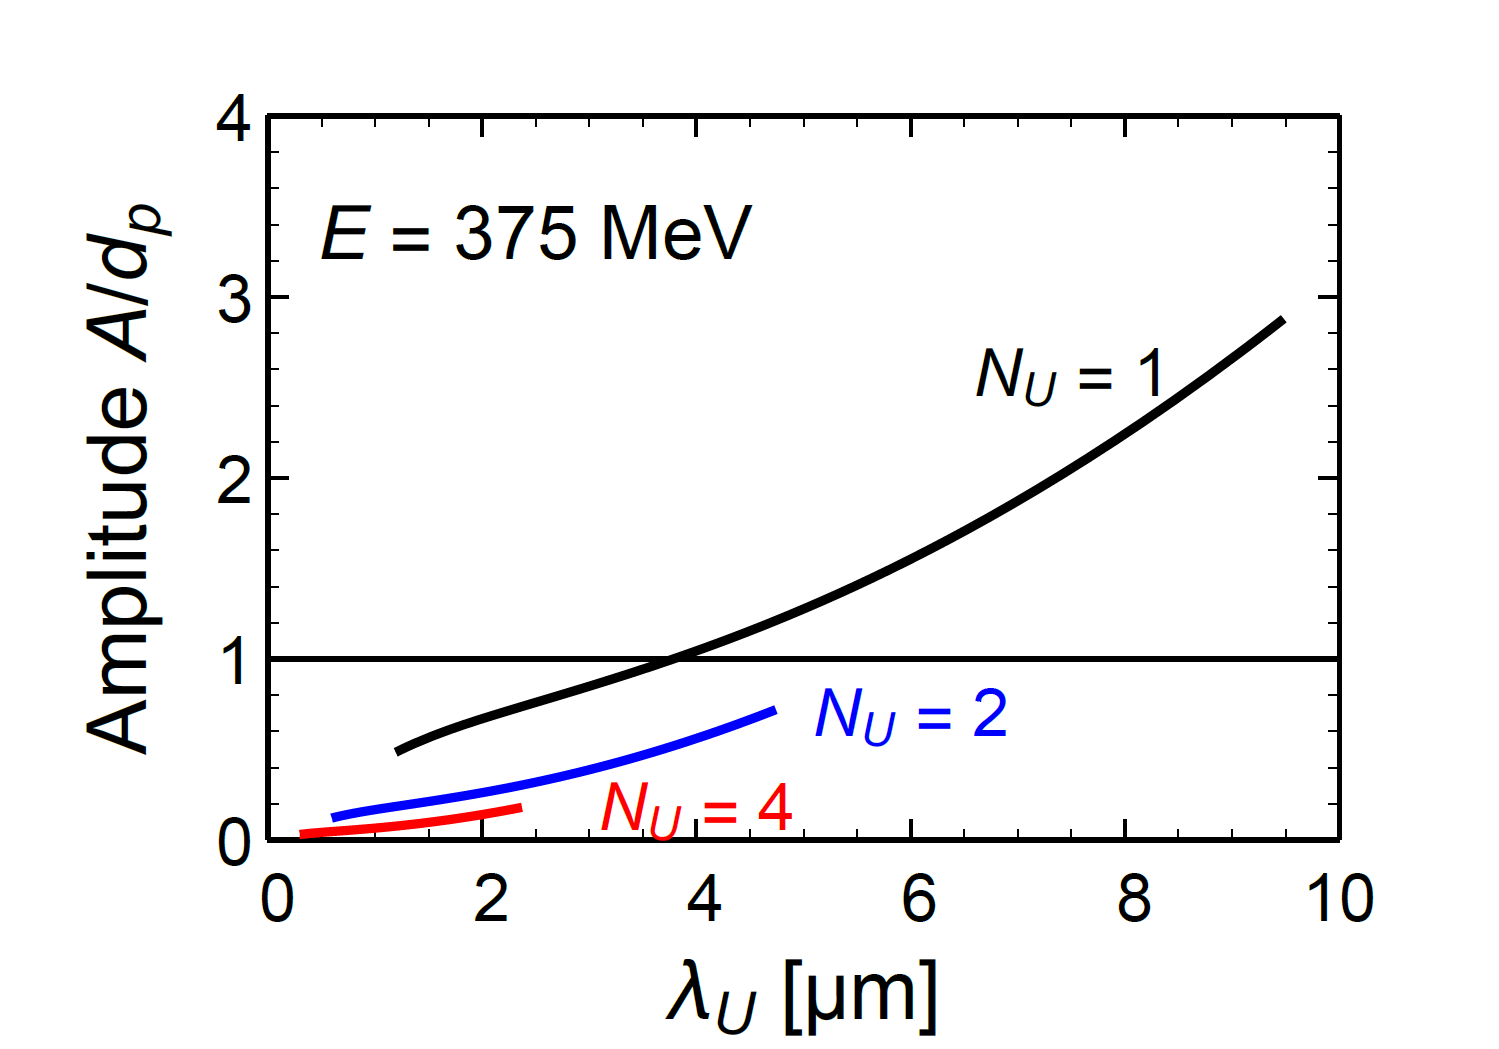 4
3
2
1
0
Amplitude A/dp
E = 375 MeV
NU = 1
NU = 2
NU = 4
0 2 4 6 8 10
λU [μm]